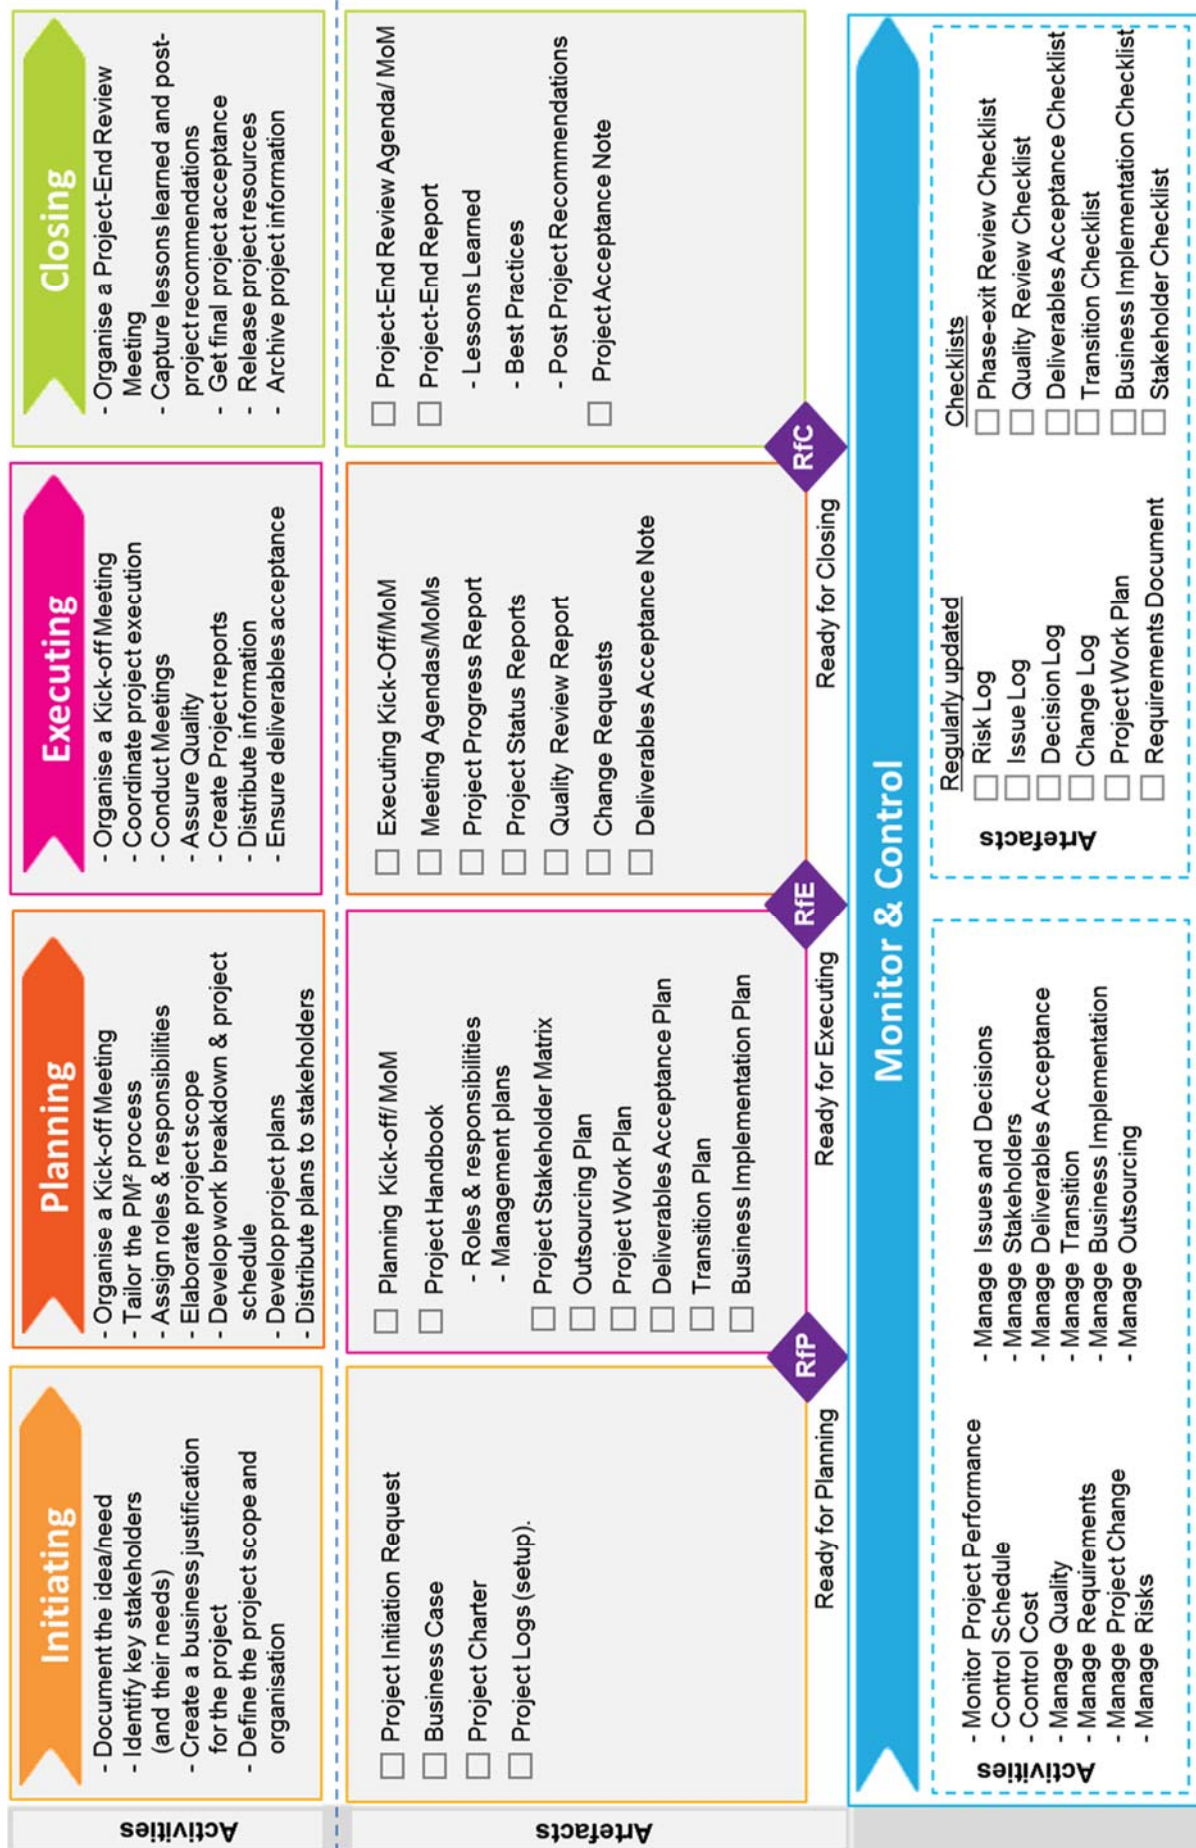 Initiating
Planning
Executing
Closing
Activities
- Document the idea/need
- Identify key stakeholders
(and their needs)
- Create a business justification
for the project
- Define the project scope and
organisation
- Organise a Kick-off Meeting
- Tailor the PM² process
- Assign roles & responsibilities
- Elaborate project scope
- Develop work breakdown & project
schedule
- Develop project plans
- Distribute plans to stakeholders
- Organise a Kick-off Meeting
- Coordinate project execution
- Conduct Meetings
- Assure Quality
- Create Project reports
- Distribute information
- Ensure deliverables acceptance
- Organise a Project-End Review
Meeting
- Capture lessons learned and post-
project recommendations
- Get final project acceptance
- Release project resources
- Archive project information
Artefacts
Project Initiation Request
Business Case
Project Charter
Project Logs (setup).
Planning Kick-off/ MoM
Project Handbook
- Roles & responsibilities
- Management plans
Project Stakeholder Matrix
Outsourcing Plan
Project Work Plan
Deliverables Acceptance Plan
Transition Plan
Business Implementation Plan
Executing Kick-Off/MoM
Meeting Agendas/MoMs
Project Progress Report
Project Status Reports
Quality Review Report
Change Requests
Deliverables Acceptance Note
Project-End Review Agenda/ MoM
Project-End Report
- Lessons Learned
- Best Practices
- Post Project Recommendations
Project Acceptance Note
RfP
RfE
RfC
Ready for Planning
Ready for Executing
Ready for Closing
Monitor & Control
Activities
- Monitor Project Performance
- Control Schedule
- Control Cost
- Manage Quality
- Manage Requirements
- Manage Project Change
- Manage Risks
- Manage Issues and Decisions
- Manage Stakeholders
- Manage Deliverables Acceptance
- Manage Transition
- Manage Business Implementation
- Manage Outsourcing
Artefacts
Regularly updated
Risk Log
Issue Log
Decision Log
Change Log
Project Work Plan
Requirements Document
Checklists
Phase-exit Review Checklist
Quality Review Checklist
Deliverables Acceptance Checklist
Transition Checklist
Business Implementation Checklist
Stakeholder Checklist